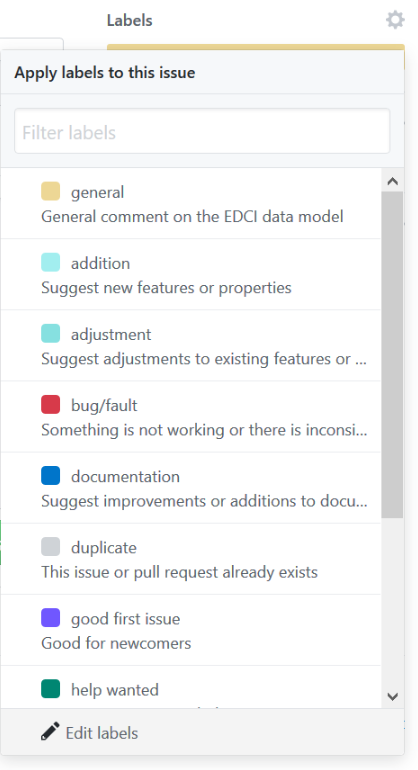 Labels
Apply labels to this issue
Filter labels
general
General comment on the EDCI data model
addition
Suggest new features or properties
adjustment
Suggest adjustments to existing features or ...
bug/fault
Something is not working or there is inconsi...
documentation
Suggest improvements or additions to docu...
duplicate
This issue or pull request already exists
good first issue
Good for newcomers
help wanted
Edit labels